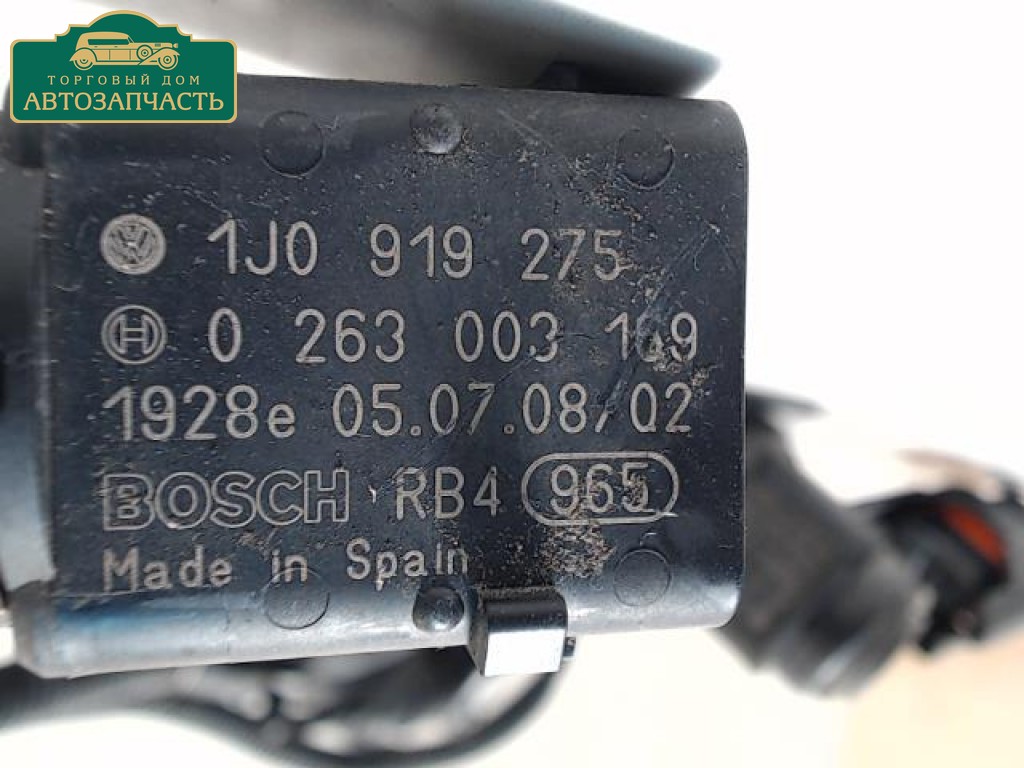 ТОРГОВЫЙ ДОМ
АВТОЗАПЧАСТЬ
1J0 919 275
0 263 003 169
1928e 05.07.08/02
BOSCH RB4 965
Made in Spain